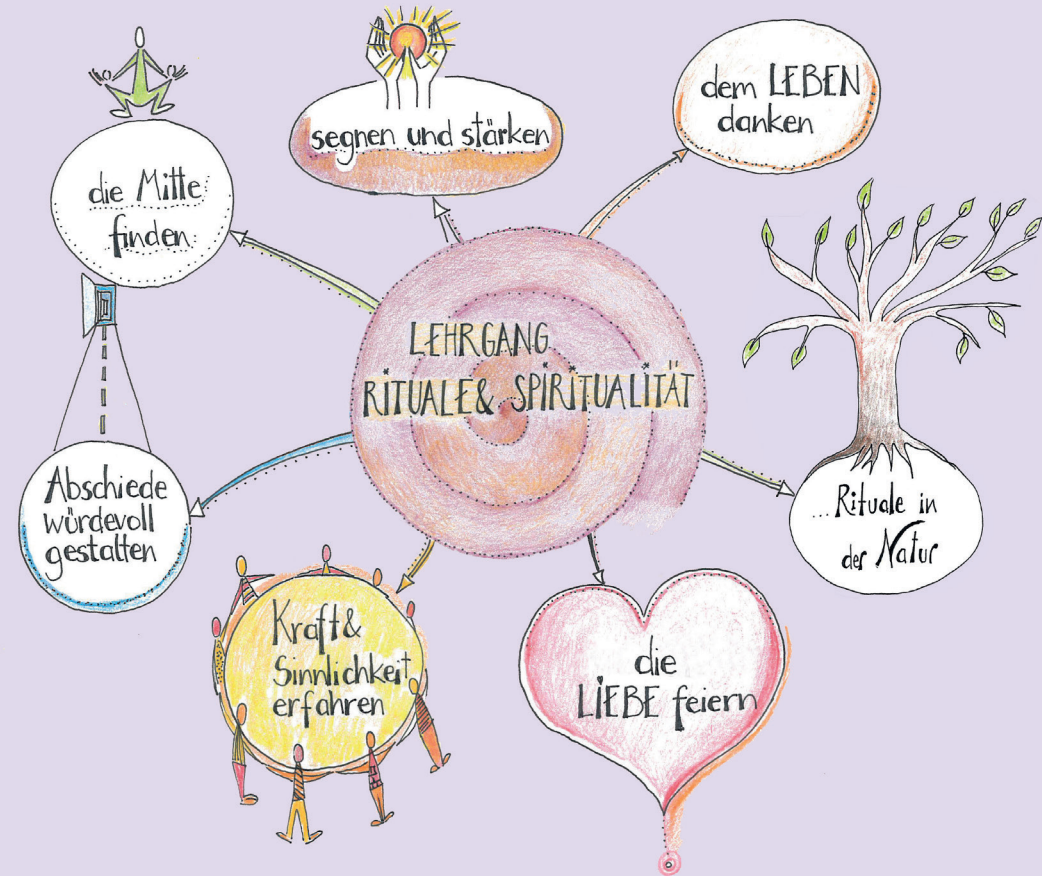 LEHRGANG
RITUALE & SPIRITUALITÄT
segnen und stärken
dem LEBEN
danken
...Rituale in
der Natur
die
LIEBE feiern
Kraft &
Sinnlichkeit
erfahren
Abschiede
würdevoll
gestalten
die Mitte
finden